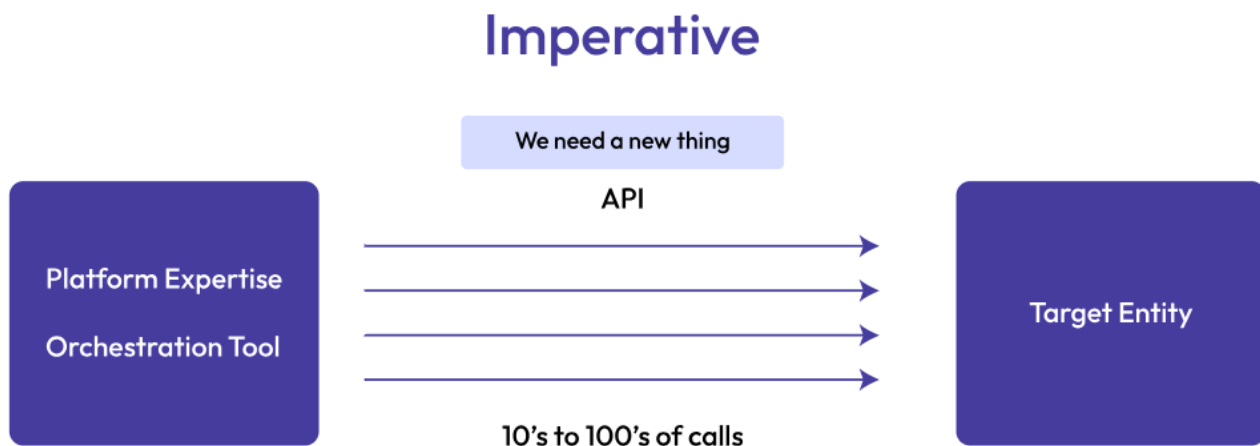 Imperative
We need a new thing
API
Platform Expertise
Orchestration Tool
Target Entity
10's to 100's of calls